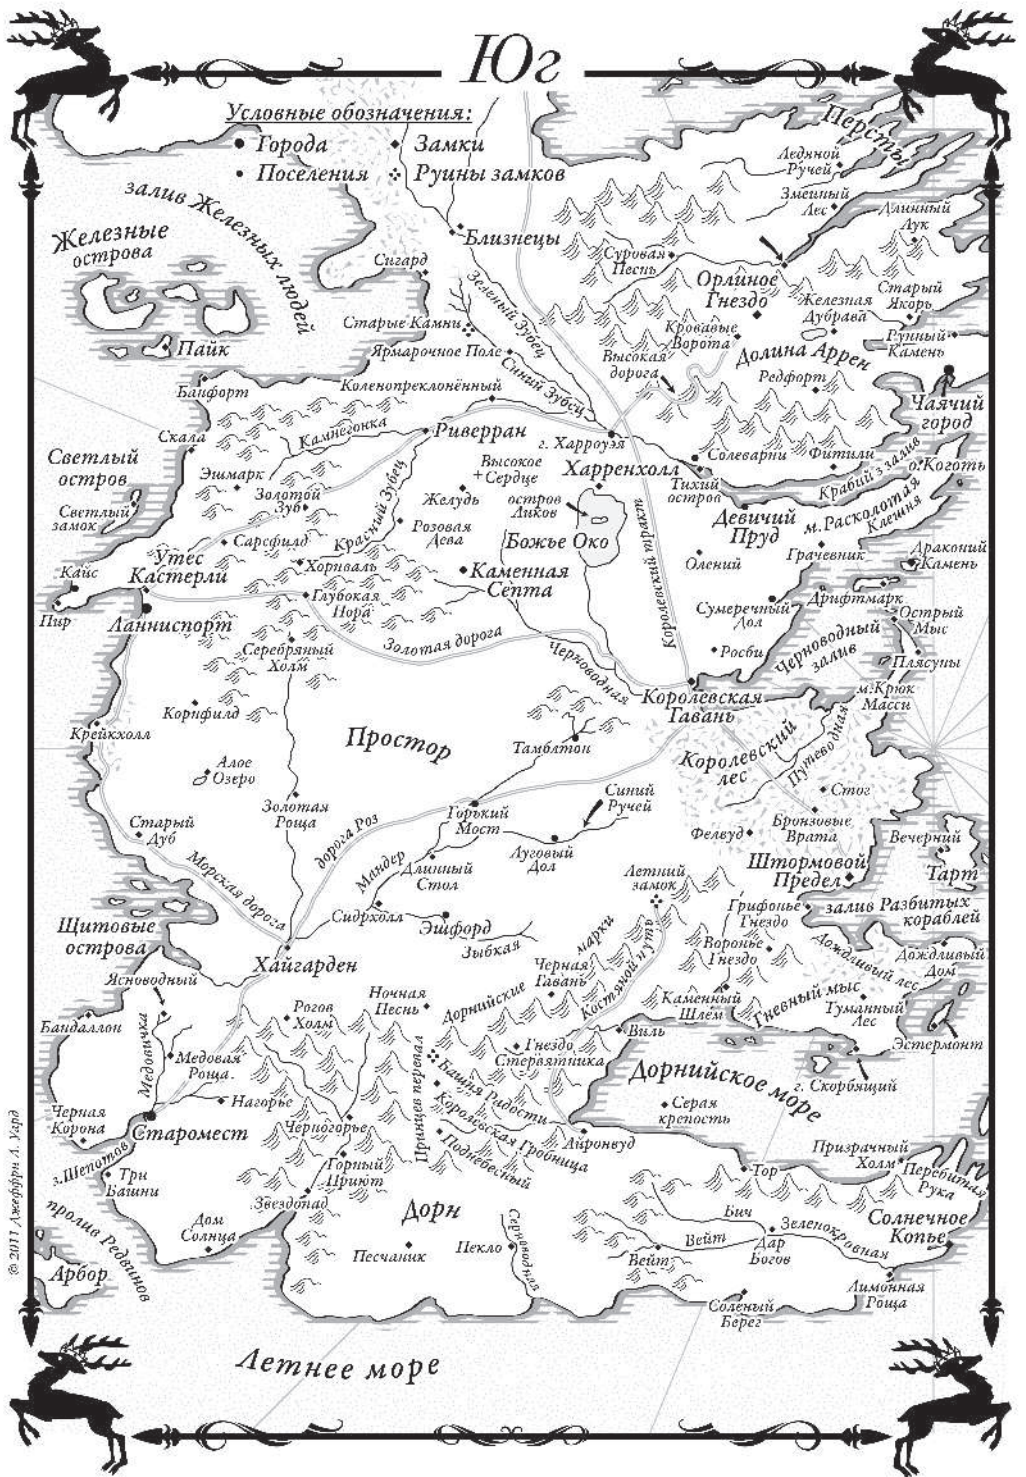 Юг
Условные обозначения:
Города
Замки
Поселения
Руины замков
Персты
Ледяной
Ручей
Змеиный
Лес
Длинный
Лук
залив Железных людей
Железные
острова
Пайк
Близнецы
Сигард
Суровая
Песнь
Орлиное
Гнездо
Железная
Дубрава
Старый
Якорь
Рунный
Камень
Зеленый Зубец
Старые Камни
Ярмарочное Поле
Синий Зубец
Кровавые
Ворота
Высокая
дорога
Долина Аррен
Редфорт
Чаячий
город
Банфорт
Коленопреклонённый
Камнегонка
Риверран
г. Харроуэя
Скала
Светлый
остров
Светлый
замок
Эшмарк
Золотой
Зуб
Красный Зубец
Высокое
Сердце
Желудь
Розовая
Дева
Харренхолл
остров
Ликов
Божье Око
Солеварни
Тихий
остров
Фитили
Крабий залив
о.Коготь
Девичий
Пруд
м.Расколотая
Клешня
Сарсфилд
Утес
Кастерли
Хорнваль
Каменная
Септа
Олений
Грачевник
Драконий
Камень
Кайс
Пир
Ланниспорт
Глубокая
Нора
Королевский тракт
Сумеречный
Дол
Дрифтмарк
Острый
Мыс
Серебряный
Холм
Золотая дорога
Черноводная
Росби
Черноводный
залив
Плясуны
Королевская
Гавань
м.Крюк
Масси
Корнфилд
Крейкхолл
Простор
Тамблтон
Королевский
лес
Путеводная
Алое
Озеро
Золотая
Роща
Синий
Ручей
Стог
Горький
Мост
Бронзовые
Врата
Старый
Дуб
дорога Роз
Луговый
Дол
Фелвуд
Вечерний
Тарт
Морская дорога
Мандер
Длинный
Стол
Летний
замок
Штормовой
Предел
Щитовые
острова
Сидрхолл
Эшфорд
Грифонье
Гнездо
залив Разбитых
кораблей
Зыбкая
Хайгарден
Воронье
Гнездо
Дождливый лес
Дождливый
Дом
Ясноводный
Черная
Гавань
Дорнийские
марки
Костяной путь
Ночная
Песнь
Рогов
Холм
Каменный
Шлем
Гневный мыс
Туманный
Лес
Бандаллон
Медовичка
Виль
Эстермонт
Медовая
Роща
Гнездо
Стервятника
Дорнийское море
г. Скорбящий
Принцев перевал
Башня Радости
Нагорье
Серая
крепость
Черная
Корона
Старомест
Черногорье
Королевская Гробница
Айронвуд
Поднебесный
з.Шепотов
Три
Башни
Горный
Приют
Призрачный
Холм
Перебитая
Рука
Тор
Звездопад
пролив Редвинов
Дом
Солнца
Дорн
Бич
Зеленокровная
Солнечное
Копье
Песчаник
Пекло
Серноводная
Вейт
Вейт
Дар
Богов
Лимонная
Роща
Арбор
Соленый
Берег
Летнее море
© 2011 Джеффри Л. Уард